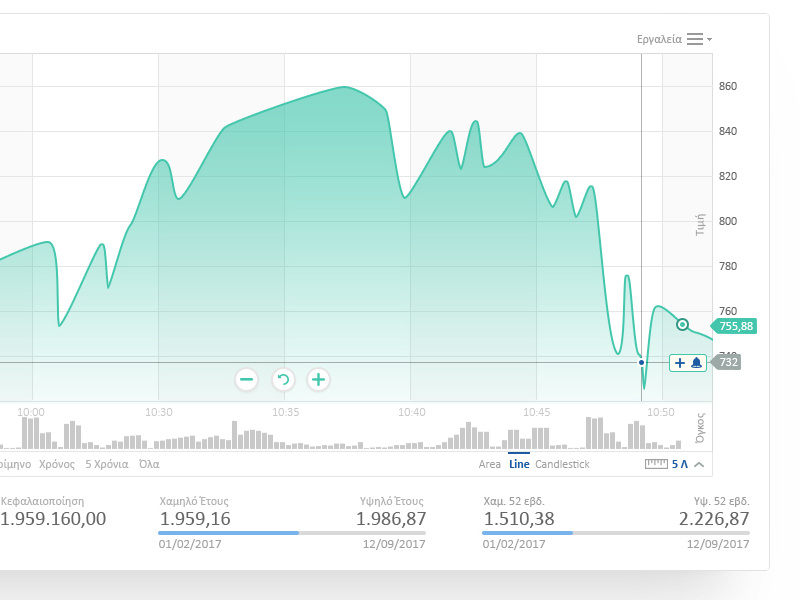 Εργαλεία
860
840
820
800
Τιμή
780
760
755,88
740
732
10:00 10:30 10:35 10:40 10:45 10:50
Όγκος
Χρόνος 5 Χρόνια Όλα Area Line Candlestick 5 Λ
Κεφαλαιοποίηση Χαμηλό Έτους Υψηλό Έτους Χαμ. 52 εβδ. Υψ. 52 εβδ.
1.959.160,00 1.959,16 1.986,87 1.510,38 2.226,87
01/02/2017 12/09/2017 01/02/2017 12/09/2017